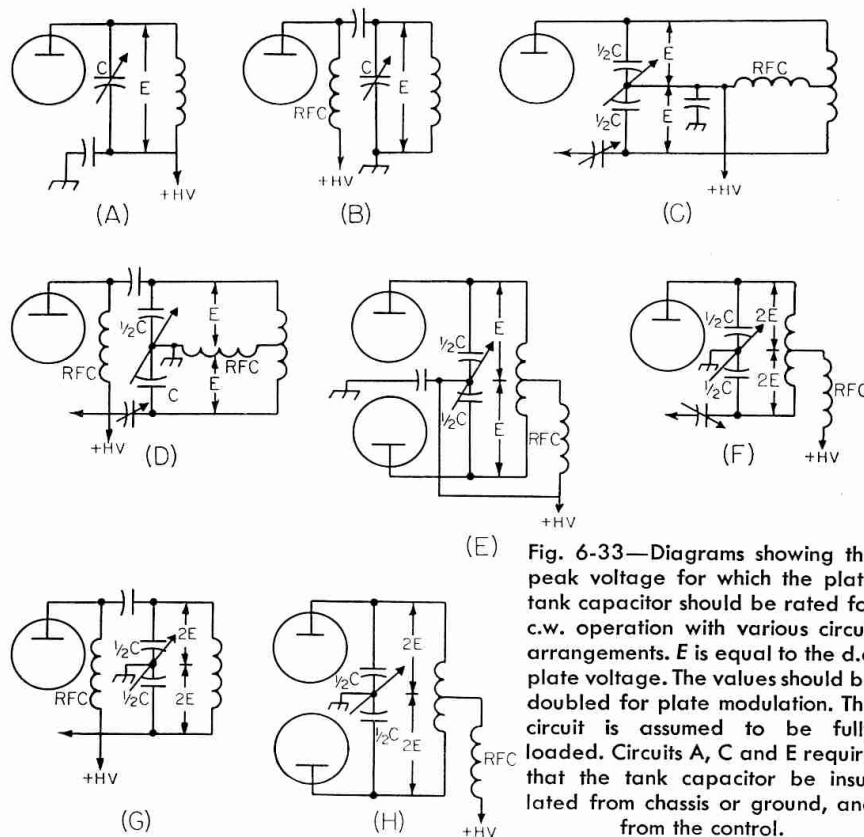 C
E
+HV
(A)
RFC
C
E
+HV
(B)
½C
E
RFC
½C
E
+HV
(C)
RFC
½C
E
RFC
C
E
+HV
(D)
½C
E
½C
E
RFC
+HV
(E)
½C
2E
½C
2E
RFC
+HV
(F)
RFC
½C
2E
½C
2E
+HV
(G)
½C
2E
½C
2E
RFC
+HV
(H)
Fig. 6-33—Diagrams showing th
peak voltage for which the plat
tank capacitor should be rated fo
c.w. operation with various circu
arrangements. E is equal to the d.c
plate voltage. The values should b
doubled for plate modulation. Th
circuit is assumed to be full
loaded. Circuits A, C and E requir
that the tank capacitor be insu
lated from chassis or ground, and
from the control.